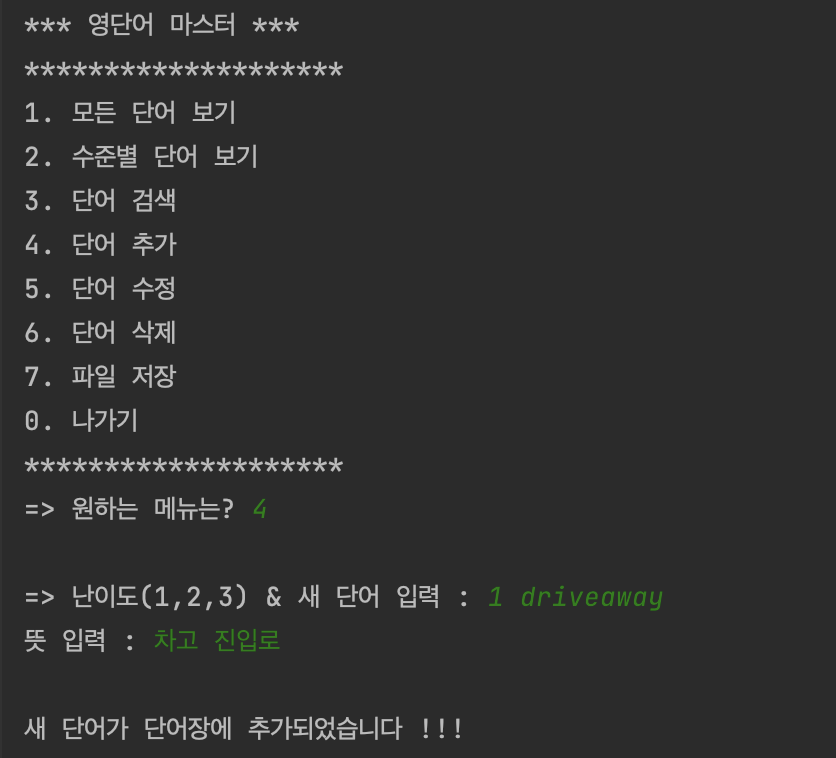 *** 영단어 마스터 ***
********************
1. 모든 단어 보기
2. 수준별 단어 보기
3. 단어 검색
4. 단어 추가
5. 단어 수정
6. 단어 삭제
7. 파일 저장
0. 나가기
********************
=> 원하는 메뉴는? 4
=> 난이도(1,2,3) & 새 단어 입력 : 1 driveaway
뜻 입력 : 차고 진입로
새 단어가 단어장에 추가되었습니다 !!!